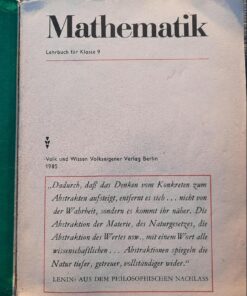 Mathematik
Lehrbuch für Klasse 9
Volk und Wissen Volkseigener Verlag Berlin
1985
„Dadurch, daß das Denken vom Konkreten zum
Abstrakten aufsteigt, entfernt es sich ... nicht von
der Wahrheit, sondern es kommt ihr näher. Die
Abstraktion der Materie, des Naturgesetzes, die
Abstraktion des Wertes usw., mit einem Wort alle
wissenschaftlichen ... Abstraktionen spiegeln die
Natur tiefer, getreuer, vollständiger wider.“
LENIN: AUS DEM PHILOSOPHISCHEN NACHLASS